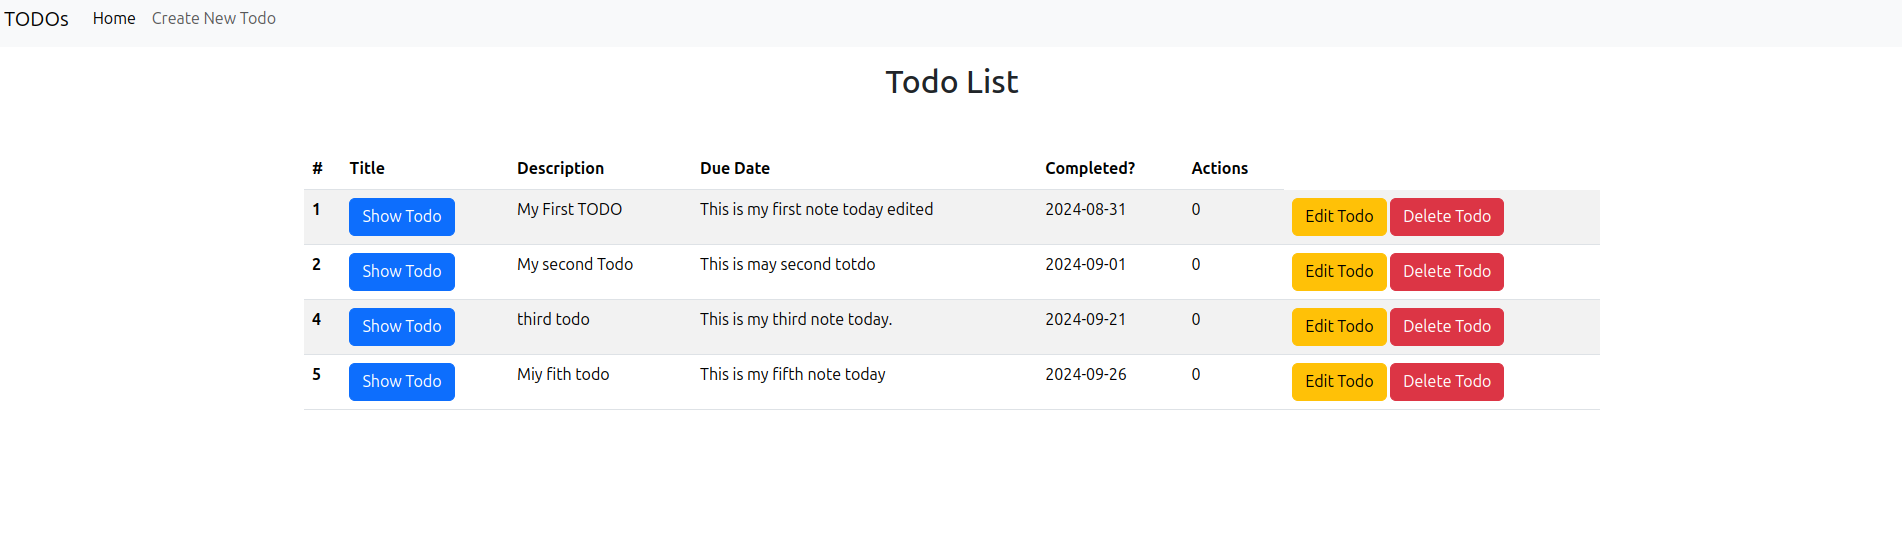 TODOs Home Create New Todo
Todo List
# Title Description Due Date Completed? Actions
1 Show Todo My First TODO This is my first note today edited 2024-08-31 0 Edit Todo Delete Todo
2 Show Todo My second Todo This is may second totdo 2024-09-01 0 Edit Todo Delete Todo
4 Show Todo third todo This is my third note today. 2024-09-21 0 Edit Todo Delete Todo
5 Show Todo Miy fith todo This is my fifth note today 2024-09-26 0 Edit Todo Delete Todo